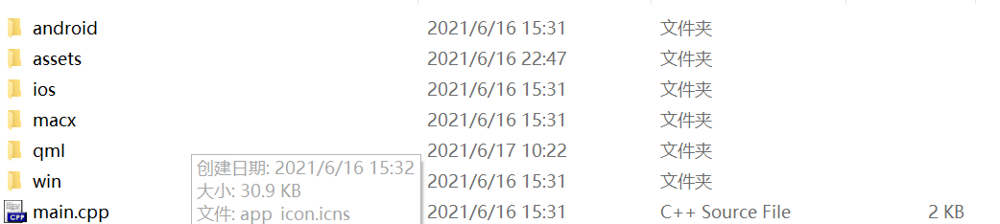 android 2021/6/16 15:31 文件夹
assets 2021/6/16 22:47 文件夹
ios 2021/6/16 15:31 文件夹
macx 2021/6/16 15:31 文件夹
qml 2021/6/17 10:22 文件夹
创建日期: 2021/6/16 15:32
win 2021/6/16 15:31 文件夹
大小: 30.9 KB
main.cpp 2021/6/16 15:31 C++ Source File 2 KB
文件: app_icon.icns
CPP